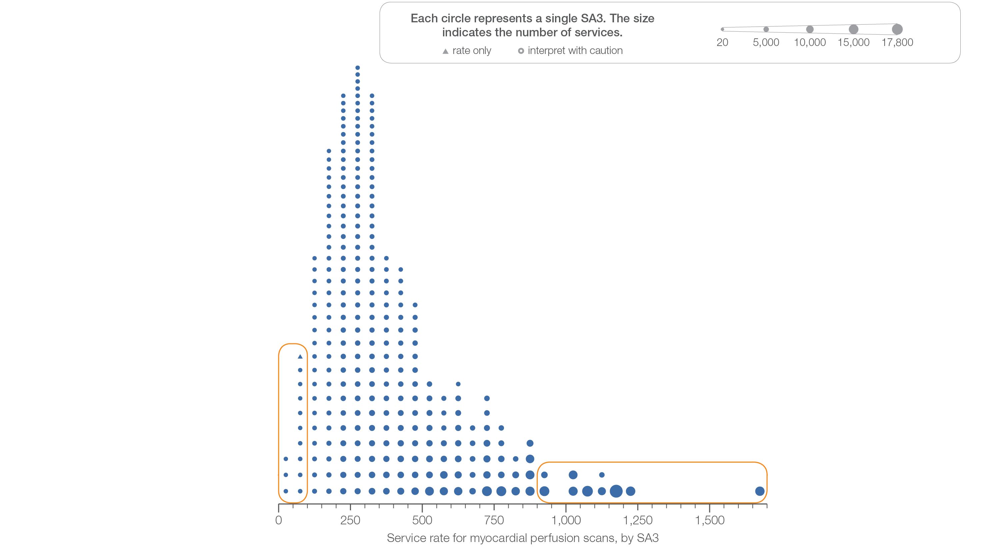 Each circle represents a single SA3. The size
indicates the number of services.
rate only
interpret with caution
20 5,000 10,000 15,000 17,800
0 250 500 750 1,000 1,250 1,500
Service rate for myocardial perfusion scans, by SA3